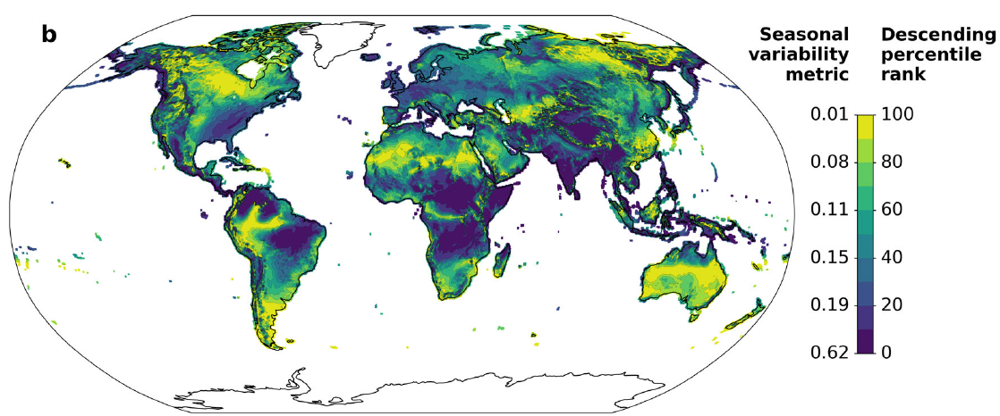 b
Seasonal
variability
metric
Descending
percentile
rank
0.01
100
0.08
80
0.11
60
0.15
40
0.19
20
0.62
0